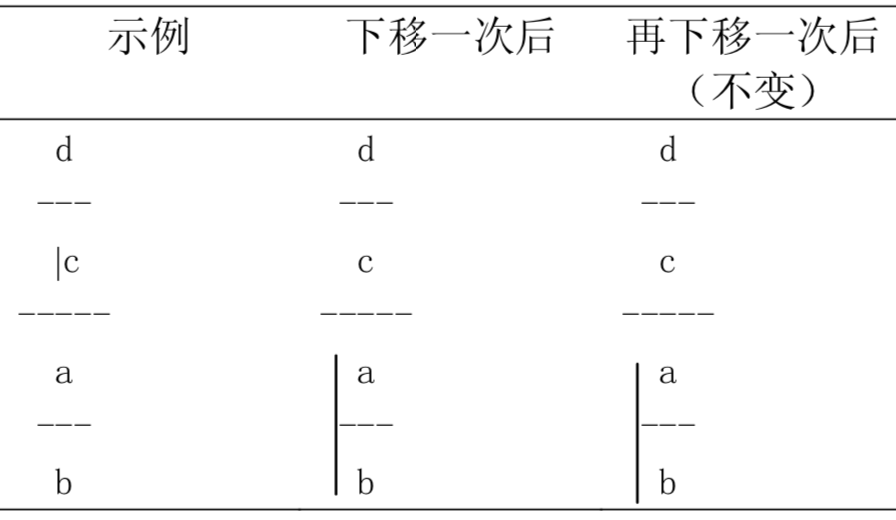 示例 下移一次后 再下移一次后
（不变）
d d d
--- --- ---
|c c c
----- ----- -----
a a a
--- --- ---
b b b